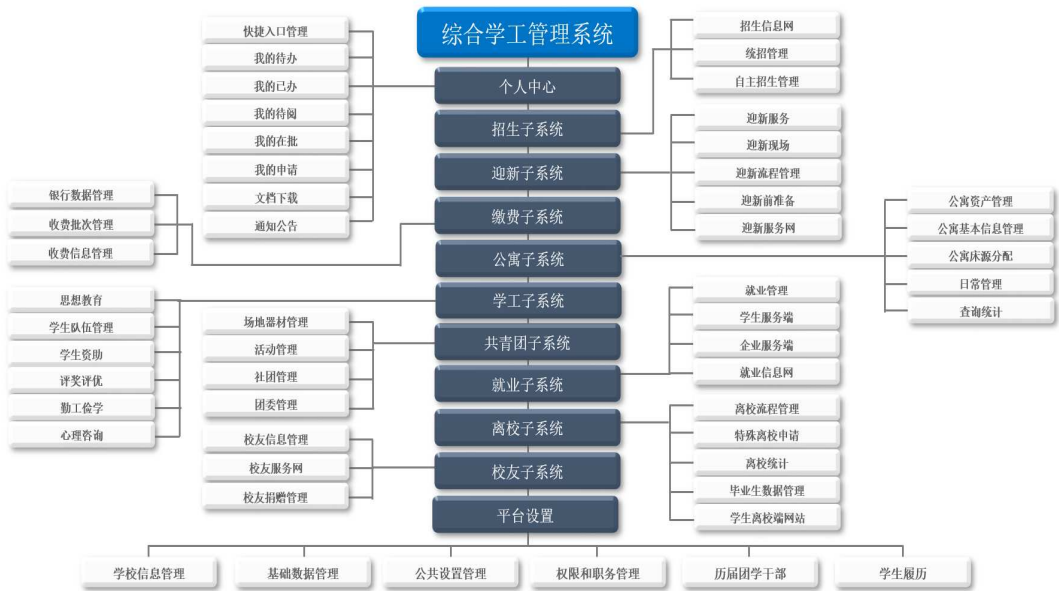 综合学工管理系统
个人中心
快捷入口管理
我的待办
我的已办
我的待阅
我的在批
我的申请
文档下载
通知公告
招生子系统
招生信息网
统招管理
自主招生管理
迎新子系统
迎新服务
迎新现场
迎新流程管理
迎新前准备
迎新服务网
缴费子系统
银行数据管理
收费批次管理
收费信息管理
公寓子系统
公寓资产管理
公寓基本信息管理
公寓床源分配
日常管理
查询统计
学工子系统
思想教育
学生队伍管理
学生资助
评奖评优
勤工俭学
心理咨询
共青团子系统
场地器材管理
活动管理
社团管理
团委管理
就业子系统
就业管理
学生服务端
企业服务端
就业信息网
离校子系统
离校流程管理
特殊离校申请
离校统计
毕业生数据管理
学生离校端网站
校友子系统
校友信息管理
校友服务网
校友捐赠管理
平台设置
学校信息管理
基础数据管理
公共设置管理
权限和职务管理
历届团学干部
学生履历